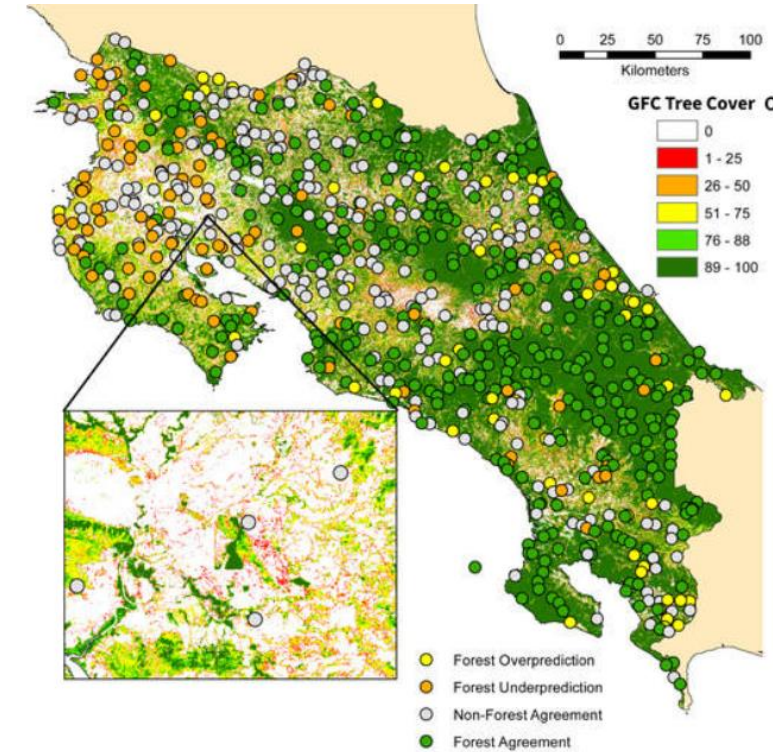 0 25 50 75 100
Kilometers
GFC Tree Cover C
0
1 - 25
26 - 50
51 - 75
76 - 88
89 - 100
Forest Overprediction
Forest Underprediction
Non-Forest Agreement
Forest Agreement